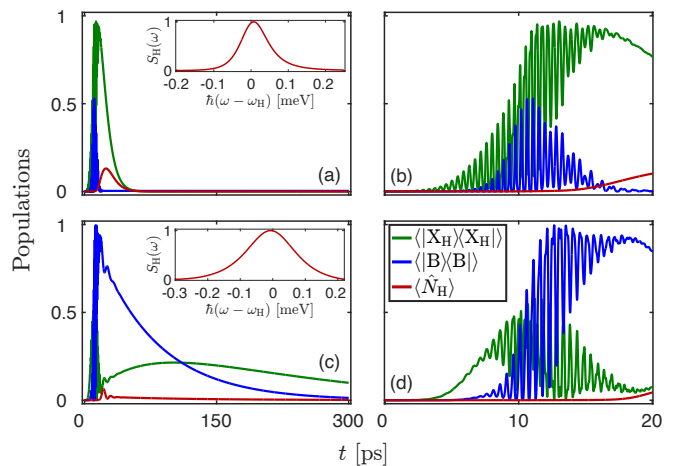 Populations
1
0.5
0
S_H(ω)
1
0
-0.2 -0.1 0 0.1 0.2
ħ(ω − ω_H) [meV]
(a)
(b)
1
0.5
0
S_H(ω)
1
0
-0.3 -0.2 -0.1 0 0.1 0.2
ħ(ω − ω_H) [meV]
(c)
⟨|X_H⟩⟨X_H|⟩
⟨|B⟩⟨B|⟩
⟨N̂_H⟩
(d)
0 150 300
0 10 20
t [ps]